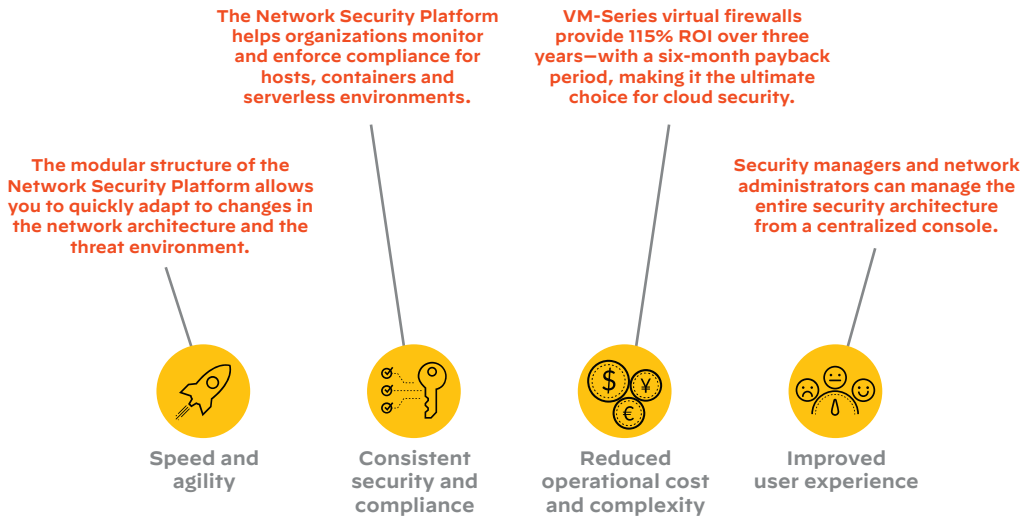 The Network Security Platform
helps organizations monitor
and enforce compliance for
hosts, containers and
serverless environments.
VM-Series virtual firewalls
provide 115% ROI over three
years—with a six-month payback
period, making it the ultimate
choice for cloud security.
The modular structure of the
Network Security Platform allows
you to quickly adapt to changes in
the network architecture and the
threat environment.
Security managers and network
administrators can manage the
entire security architecture
from a centralized console.
$
¥
€
Speed and
agility
Consistent
security and
compliance
Reduced
operational cost
and complexity
Improved
user experience